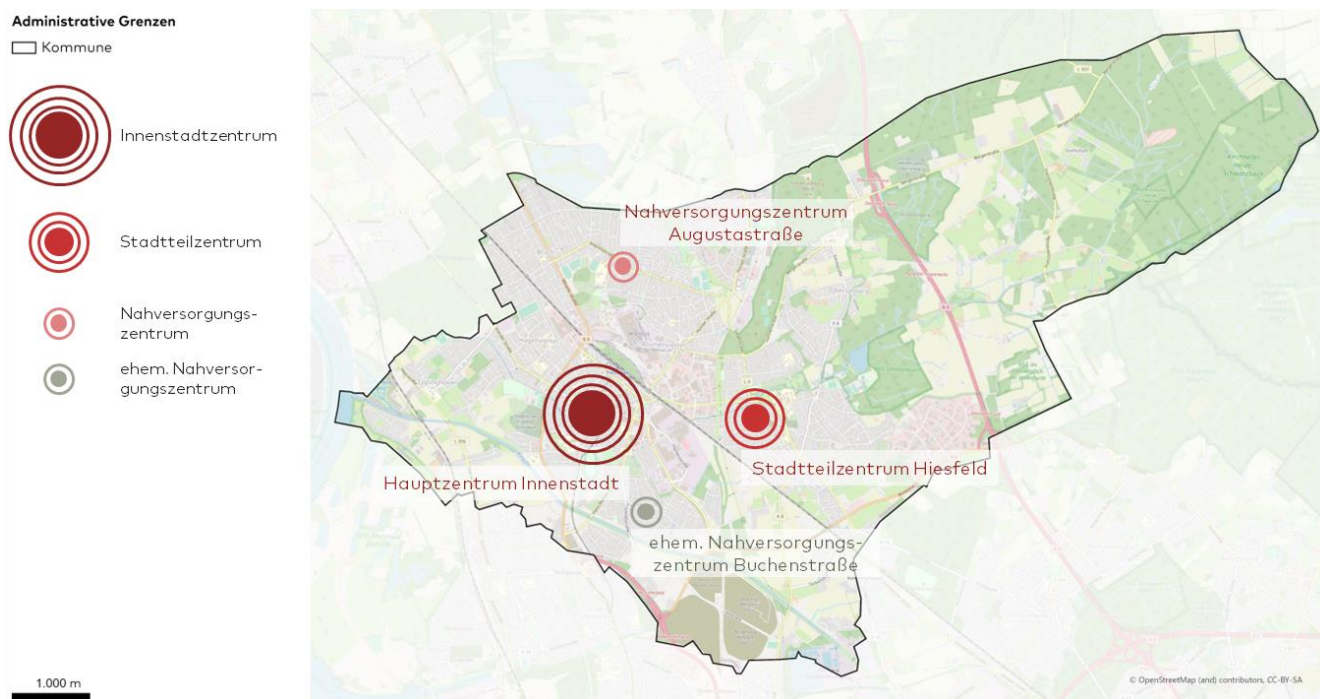 Administrative Grenzen
Kommune
Innenstadtzentrum
Stadtteilzentrum
Nahversorgungs-
zentrum
ehem. Nahversor-
gungszentrum
1.000 m
Nahversorgungszentrum
Augustastraße
Hauptzentrum Innenstadt
Stadtteilzentrum Hiesfeld
ehem. Nahversorgungs-
zentrum Buchenstraße
© OpenStreetMap (and) contributors, CC-BY-SA